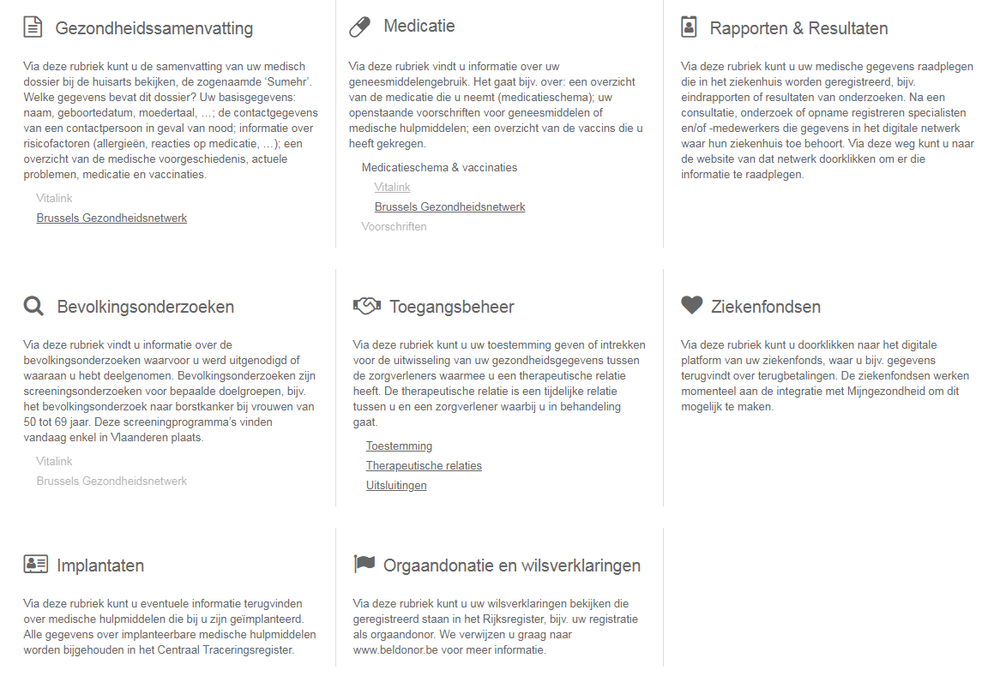 Gezondheidssamenvatting
Via deze rubriek kunt u de samenvatting van uw medisch
dossier bij de huisarts bekijken, de zogenaamde ‘Sumehr’.
Welke gegevens bevat dit dossier? Uw basisgegevens:
naam, geboortedatum, moedertaal, …; de contactgegevens
van een contactpersoon in geval van nood; informatie over
risicofactoren (allergieën, reacties op medicatie, …); een
overzicht van de medische voorgeschiedenis, actuele
problemen, medicatie en vaccinaties.
Vitalink
Brussels Gezondheidsnetwerk
Medicatie
Via deze rubriek vindt u informatie over uw
geneesmiddelengebruik. Het gaat bijv. over: een overzicht
van de medicatie die u neemt (medicatieschema); uw
openstaande voorschriften voor geneesmiddelen of
medische hulpmiddelen; een overzicht van de vaccins die u
heeft gekregen.
Medicatieschema & vaccinaties
Vitalink
Brussels Gezondheidsnetwerk
Voorschriften
Rapporten & Resultaten
Via deze rubriek kunt u uw medische gegevens raadplegen
die in het ziekenhuis worden geregistreerd, bijv.
eindrapporten of resultaten van onderzoeken. Na een
consultatie, onderzoek of opname registreren specialisten
en/of -medewerkers die gegevens in het digitale netwerk
waar hun ziekenhuis toe behoort. Via deze weg kunt u naar
de website van dat netwerk doorklikken om er die
informatie te raadplegen.
Bevolkingsonderzoeken
Via deze rubriek vindt u informatie over de
bevolkingsonderzoeken waarvoor u werd uitgenodigd of
waaraan u hebt deelgenomen. Bevolkingsonderzoeken zijn
screeningsonderzoeken voor bepaalde doelgroepen, bijv.
het bevolkingsonderzoek naar borstkanker bij vrouwen van
50 tot 69 jaar. Deze screeningprogramma’s vinden
vandaag enkel in Vlaanderen plaats.
Vitalink
Brussels Gezondheidsnetwerk
Toegangsbeheer
Via deze rubriek kunt u uw toestemming geven of intrekken
voor de uitwisseling van uw gezondheidsgegevens tussen
de zorgverleners waarmee u een therapeutische relatie
heeft. De therapeutische relatie is een tijdelijke relatie
tussen u en een zorgverlener waarbij u in behandeling
gaat.
Toestemming
Therapeutische relaties
Uitsluitingen
Ziekenfondsen
Via deze rubriek kunt u doorklikken naar het digitale
platform van uw ziekenfonds, waar u bijv. gegevens
terugvindt over terugbetalingen. De ziekenfondsen werken
momenteel aan de integratie met Mijngezondheid om dit
mogelijk te maken.
Implantaten
Via deze rubriek kunt u eventuele informatie terugvinden
over medische hulpmiddelen die bij u zijn geïmplanteerd.
Alle gegevens over implanteerbare medische hulpmiddelen
worden bijgehouden in het Centraal Traceringsregister.
Orgaandonatie en wilsverklaringen
Via deze rubriek kunt u uw wilsverklaringen bekijken die
geregistreerd staan in het Rijksregister, bijv. uw registratie
als orgaandonor. We verwijzen u graag naar
www.beldonor.be voor meer informatie.